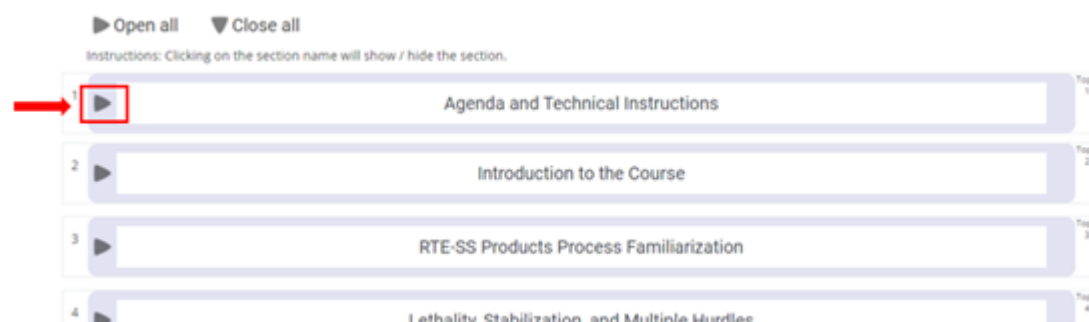 Open all Close all
Instructions: Clicking on the section name will show / hide the section.
1 Agenda and Technical Instructions
2 Introduction to the Course
3 RTE-SS Products Process Familiarization
4 Lethality, Stabilization, and Multiple Hurdles